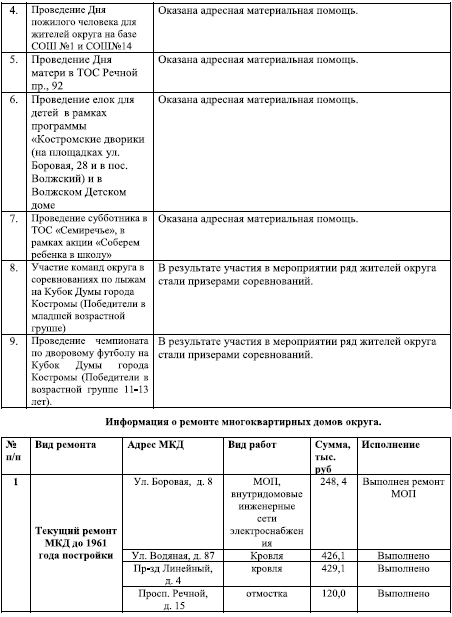 4. Проведение Дня Оказана адресная материальная помощь.
пожилого человека для
жителей округа на базе
СОШ №1 и СОШ№14
5. Проведение Дня Оказана адресная материальная помощь.
матери в ТОС Речной
пр., 92
6. Проведение елок для Оказана адресная материальная помощь.
детей в рамках
программы
«Костромские дворики
(на площадках ул.
Боровая, 28 и в пос.
Волжский) и в
Волжском Детском
доме
7. Проведение субботника в Оказана адресная материальная помощь.
ТОС «Семиречье», в
рамках акции «Соберем
ребенка в школу»
8. Участие команд округа в В результате участия в мероприятии ряд жителей округа
соревнованиях по лыжам стали призерами соревнований.
на Кубок Думы города
Костромы (Победители в
младшей возрастной
группе)
9. Проведение чемпионата В результате участия в мероприятии ряд жителей округа
по дворовому футболу на стали призерами соревнований.
Кубок Думы города
Костромы (Победители в
возрастной группе 11-13
лет).
Информация о ремонте многоквартирных домов округа.
№ Вид ремонта Адрес МКД Вид работ Сумма, Исполнение
п/п тыс.
руб
1 Ул. Боровая, д. 8 МОП, 248, 4 Выполнен ремонт
внутридомовые МОП
инженерные
Текущий ремонт сети
МКД до 1961 электроснабжен
года постройки ия
Ул. Водяная, д. 87 Кровля 426,1 Выполнено
Пр-зд Линейный, кровля 429,1 Выполнено
д. 4
Просп. Речной, отмостка 120,0 Выполнено
д. 15